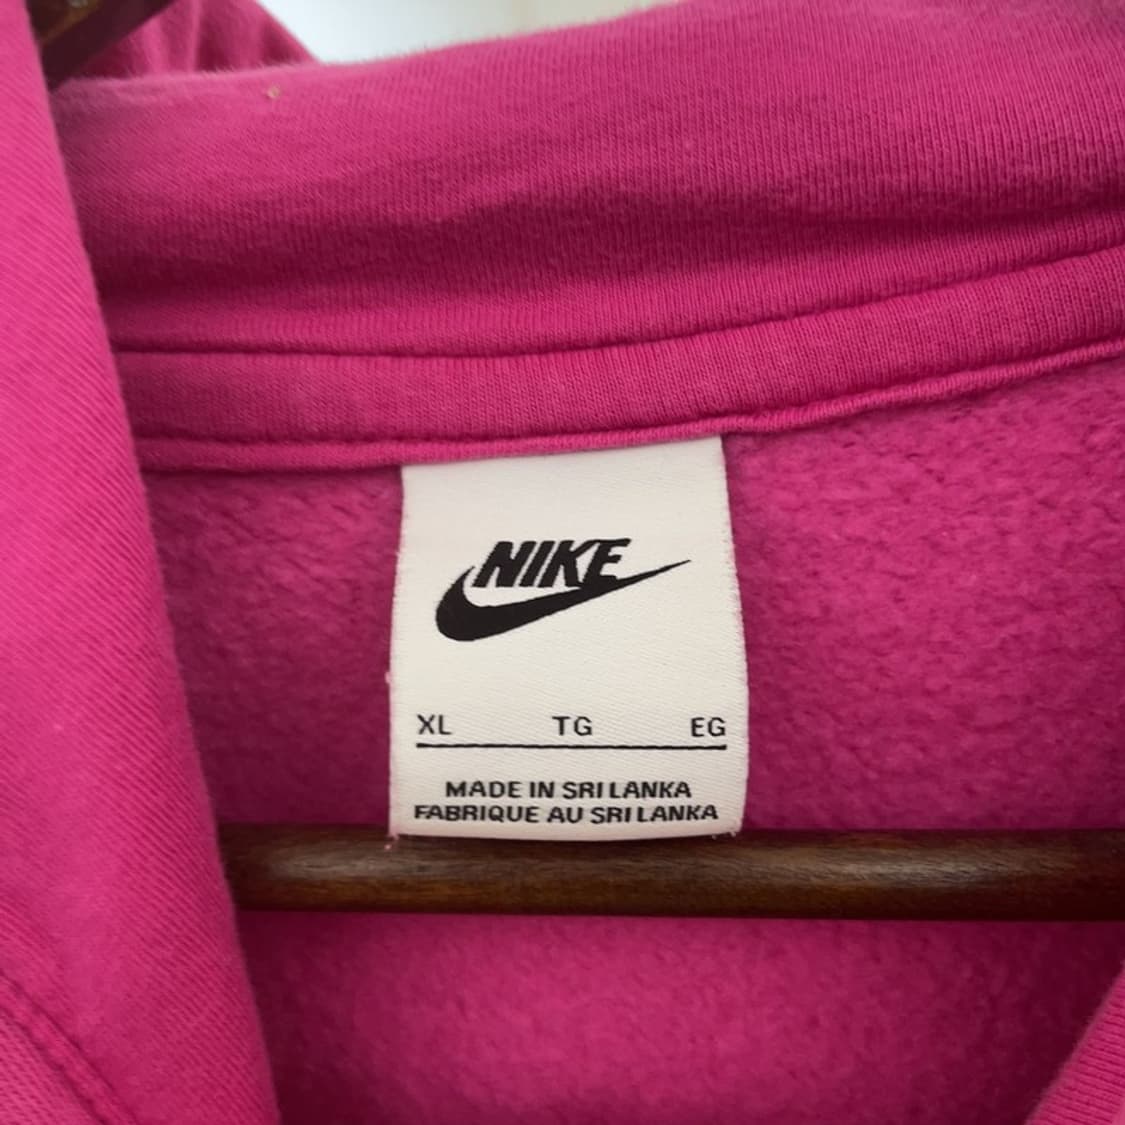 NIKE
XL TG EG
MADE IN SRI LANKA
FABRIQUE AU SRI LANKA